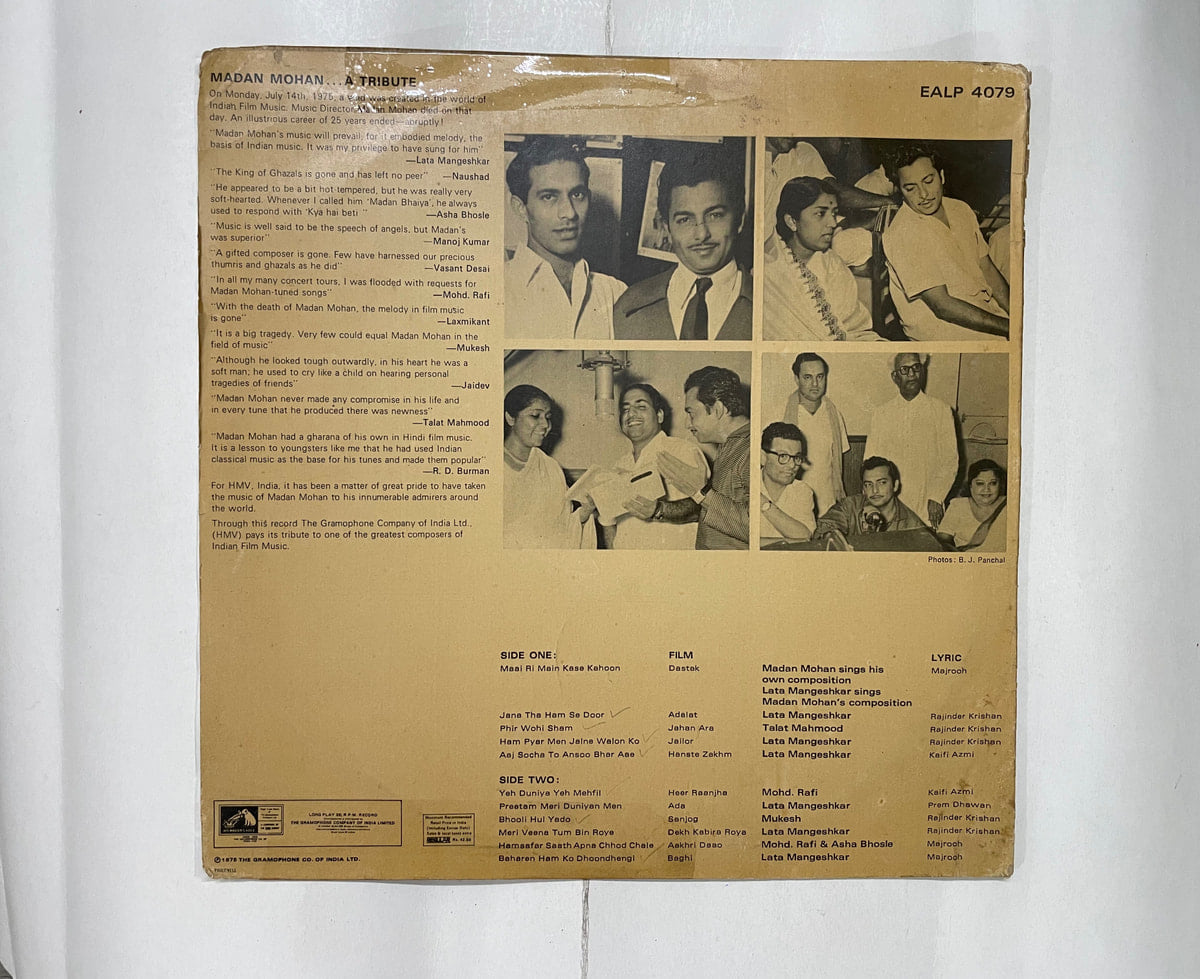 MADAN MOHAN...A TRIBUTE
EALP 4079
On Monday, July 14th, 1975, a void was created in the world of
Indian Film Music. Music Director Madan Mohan died on that
day. An illustrious career of 25 years ended—abruptly!
"Madan Mohan's music will prevail, for it embodied melody, the
basis of Indian music. It was my privilege to have sung for him"
—Lata Mangeshkar
"The King of Ghazals is gone and has left no peer" —Naushad
"He appeared to be a bit hot-tempered, but he was really very
soft-hearted. Whenever I called him 'Madan Bhaiya', he always
used to respond with 'Kya hai beti '" —Asha Bhosle
"Music is well said to be the speech of angels, but Madan's
was superior" —Manoj Kumar
"A gifted composer is gone. Few have harnessed our precious
thumris and ghazals as he did" —Vasant Desai
"In all my many concert tours, I was flooded with requests for
Madan Mohan-tuned songs" —Mohd. Rafi
"With the death of Madan Mohan, the melody in film music
is gone" —Laxmikant
"It is a big tragedy. Very few could equal Madan Mohan in the
field of music" —Mukesh
"Although he looked tough outwardly, in his heart he was a
soft man; he used to cry like a child on hearing personal
tragedies of friends" —Jaidev
"Madan Mohan never made any compromise in his life and
in every tune that he produced there was newness"
—Talat Mahmood
"Madan Mohan had a gharana of his own in Hindi film music.
It is a lesson to youngsters like me that he had used Indian
classical music as the base for his tunes and made them popular"
—R. D. Burman
For HMV, India, it has been a matter of great pride to have taken
the music of Madan Mohan to his innumerable admirers around
the world.
Through this record The Gramophone Company of India Ltd.,
(HMV) pays its tribute to one of the greatest composers of
Indian Film Music.
Photos: B. J. Panchal
SIDE ONE: FILM LYRIC
Maai Ri Main Kase Kahoon Dastak Madan Mohan sings his Majrooh
own composition
Lata Mangeshkar sings
Madan Mohan's composition
Jana Tha Ham Se Door Adalat Lata Mangeshkar Rajinder Krishan
Phir Wohi Sham Jahan Ara Talat Mahmood Rajinder Krishan
Ham Pyar Men Jalne Walon Ko Jailor Lata Mangeshkar Rajinder Krishan
Aaj Socha To Ansoo Bhar Aae Hanste Zakhm Lata Mangeshkar Kaifi Azmi
SIDE TWO:
Yeh Duniya Yeh Mehfil Heer Raanjha Mohd. Rafi Kaifi Azmi
Preetam Meri Duniyan Men Ada Lata Mangeshkar Prem Dhawan
Bhooli Hui Yado Sanjog Mukesh Rajinder Krishan
Meri Veena Tum Bin Roye Dekh Kabira Roya Lata Mangeshkar Rajinder Krishan
Hamsafar Saath Apna Chhod Chale Aakhri Daao Mohd. Rafi & Asha Bhosle Majrooh
Baharen Ham Ko Dhoondhengi Baghi Lata Mangeshkar Majrooh
HIS MASTER'S VOICE
LONG PLAY 33⅓ R.P.M. RECORD
THE GRAMOPHONE COMPANY OF INDIA LIMITED
Maximum Recommended
Retail Price in India
℗1975 THE GRAMOPHONE CO. OF INDIA LTD.